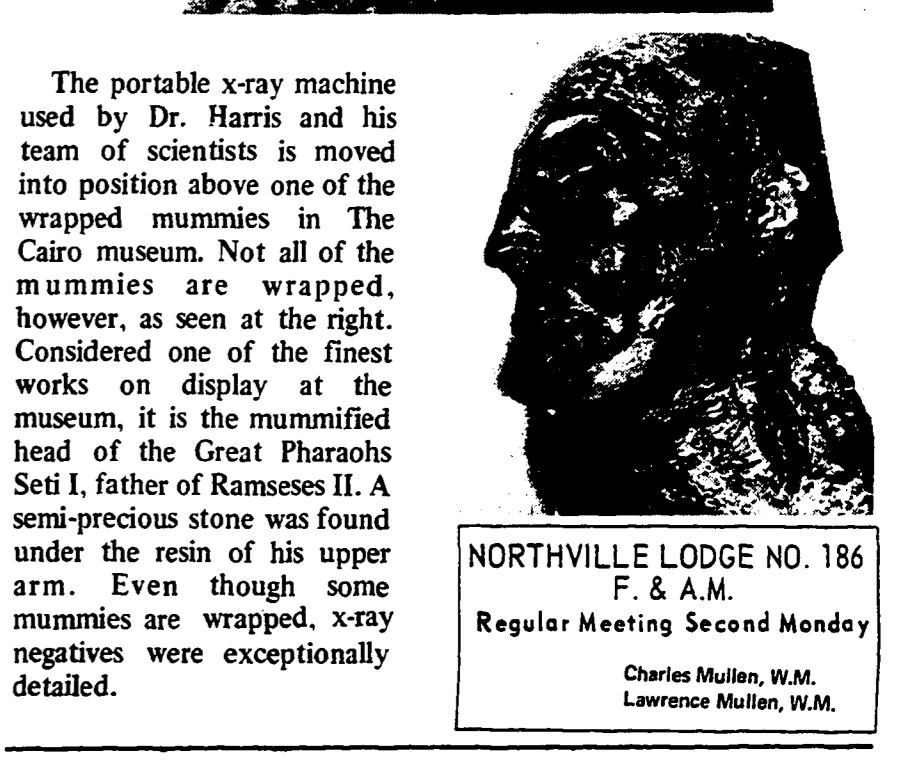 The portable x-ray machine
used by Dr. Harris and his
team of scientists is moved
into position above one of the
wrapped mummies in The
Cairo museum. Not all of the
mummies are wrapped,
however, as seen at the right.
Considered one of the finest
works on display at the
museum, it is the mummified
head of the Great Pharaohs
Seti I, father of Ramseses II. A
semi-precious stone was found
under the resin of his upper
arm. Even though some
mummies are wrapped, x-ray
negatives were exceptionally
detailed.
NORTHVILLE LODGE NO. 186
F. & A.M.
Regular Meeting Second Monday
Charles Mullen, W.M.
Lawrence Mullen, W.M.